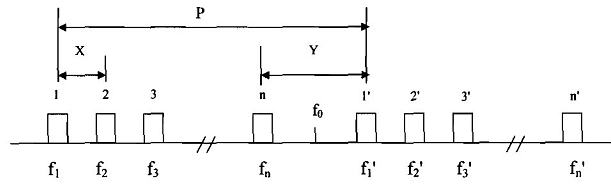 P
X Y
1 2 3 n f₀ 1' 2' 3' n'
f₁ f₂ f₃ fₙ f₁' f₂' f₃' fₙ'